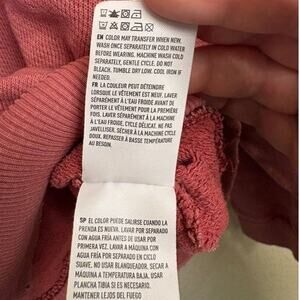 EN COLOR MAY TRANSFER WHEN NEW.
WASH ONCE SEPARATELY IN COLD WATER
BEFORE WEARING. MACHINE WASH COLD
SEPARATELY, GENTLE CYCLE. DO NOT
BLEACH, TUMBLE DRY LOW. COOL IRON IF
NEEDED.
FR: LA COULEUR PEUT DÉTEINDRE
LORSQUE LE VÊTEMENT EST NEUF. LAVER
SÉPARÉMENT À L'EAU FROIDE AVANT DE
PORTER LE VÊTEMENT. LAVER SÉPARÉMENT
À LA MACHINE À L'EAU
FROIDE, CYCLE DÉLICAT. NE PAS
JAVELLISER, SÉCHER À LA MACHINE CYCLE
DOUX, REPASSER À BASSE TEMPÉRATURE
AU BESOIN.
SP EL COLOR PUEDE SALIRSE CUANDO LA
PRENDA ES NUEVA. LAVAR POR SEPARADO
CON AGUA FRÍA ANTES DE USAR POR
PRIMERA VEZ. LAVAR A MÁQUINA CON
AGUA FRÍA POR SEPARADO EN CICLO
SUAVE, NO USAR BLANQUEADOR, SECAR A
MÁQUINA A TEMPERATURA BAJA, USAR
PLANCHA TIBIA SI ES NECESARIO.
MANTENER LEJOS DEL FUEGO